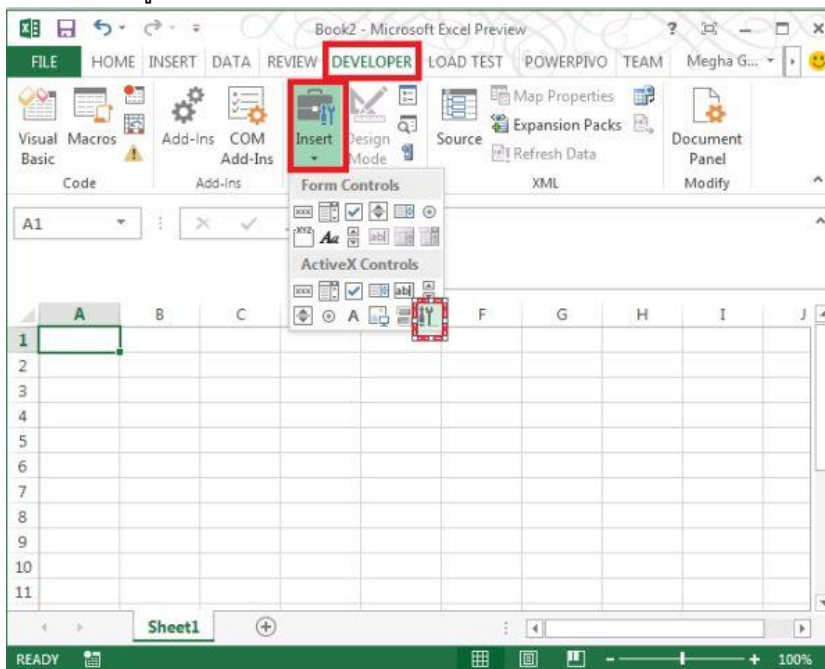 Book2 - Microsoft Excel Preview
FILE HOME INSERT DATA REVIEW DEVELOPER LOAD TEST POWERPIVO TEAM Megha G...
Visual Basic Macros Add-Ins COM Add-Ins Insert Design Mode Source Map Properties Expansion Packs Refresh Data Document Panel
Code Add-Ins XML Modify
Form Controls
ActiveX Controls
A1
A B C F G H I J
1
2
3
4
5
6
7
8
9
10
11
Sheet1
READY 100%